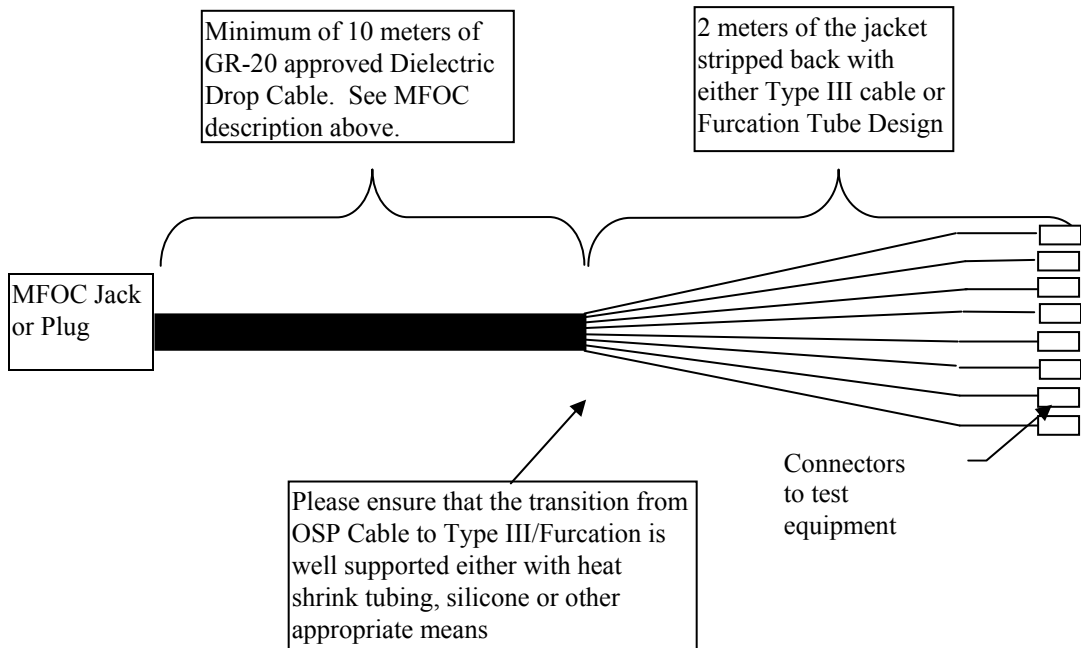 Minimum of 10 meters of
GR-20 approved Dielectric
Drop Cable.  See MFOC
description above.
2 meters of the jacket
stripped back with
either Type III cable or
Furcation Tube Design
MFOC Jack
or Plug
Connectors
to test
equipment
Please ensure that the transition from
OSP Cable to Type III/Furcation is
well supported either with heat
shrink tubing, silicone or other
appropriate means